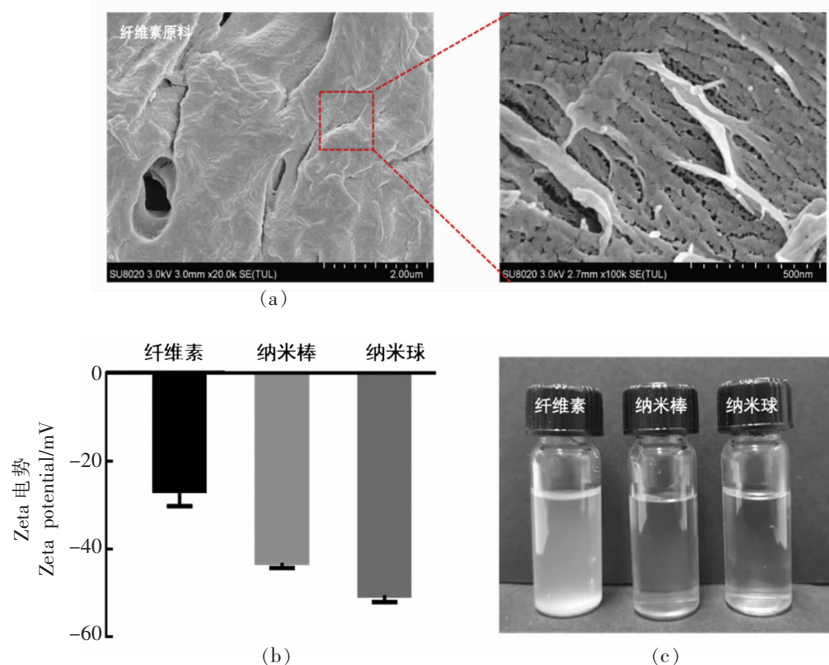 纤维素原料
SU8020 3.0kV 3.0mm x20.0k SE(TUL)
2.00um
SU8020 3.0kV 2.7mm x100k SE(TUL)
500nm
(a)
纤维素
纳米棒
纳米球
0
-20
-40
-60
Zeta 电势
Zeta potential/mV
(b)
纤维素
纳米棒
纳米球
(c)